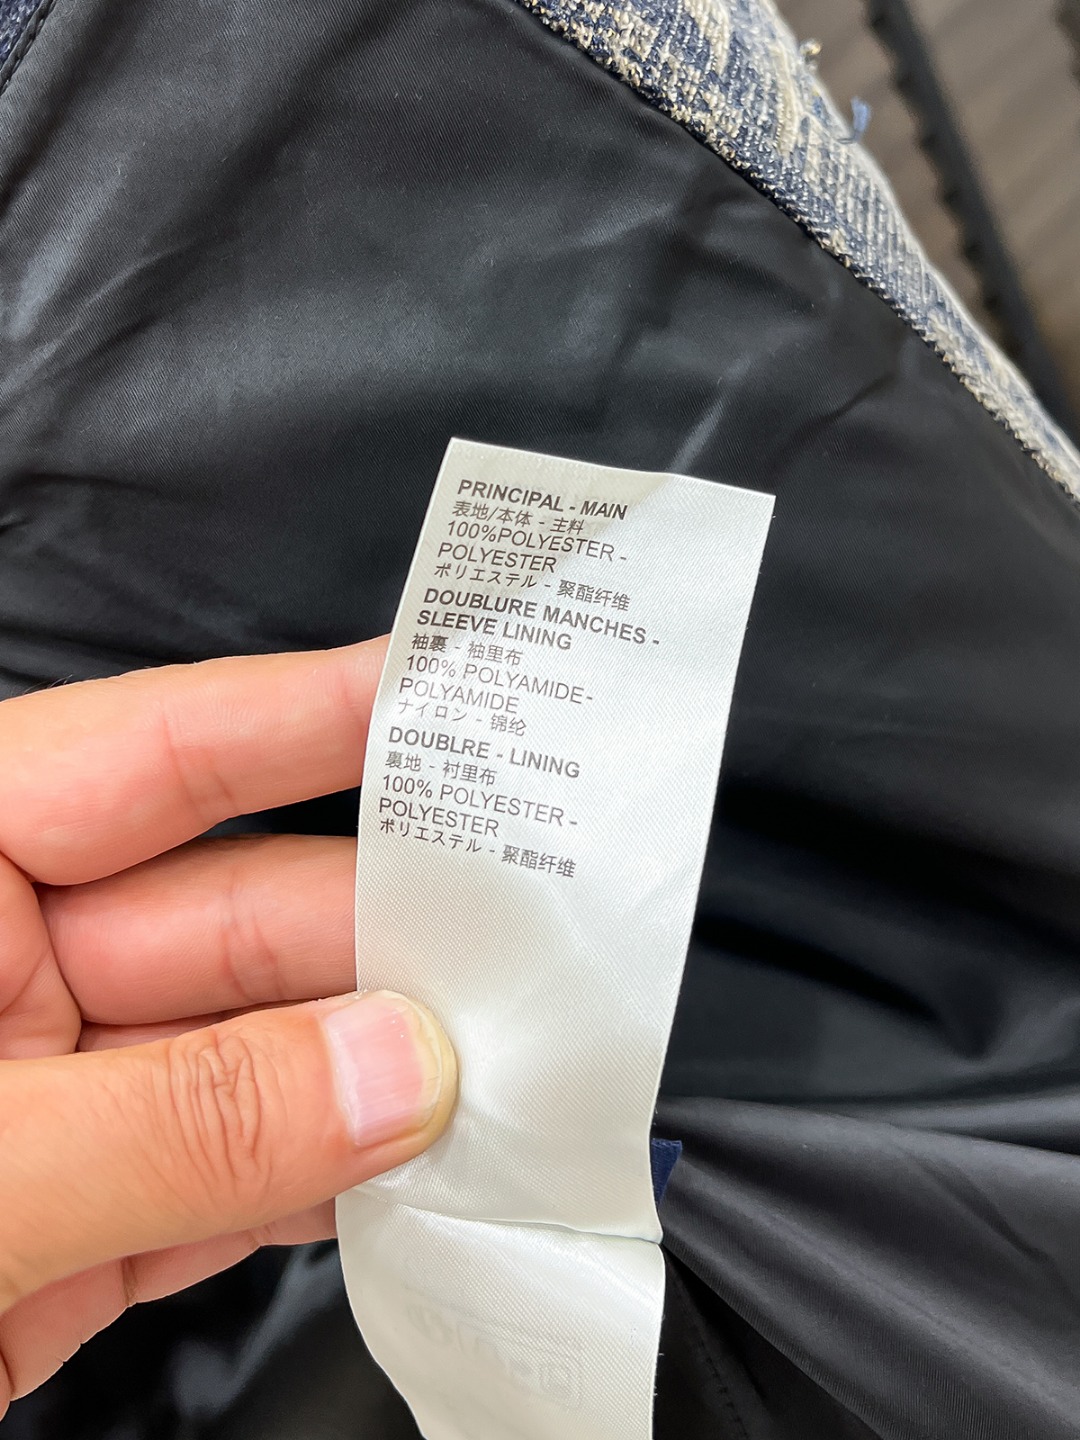 PRINCIPAL - MAIN
表地/本体 - 主料
100%POLYESTER -
POLYESTER
ポリエステル - 聚酯纤维
DOUBLURE MANCHES -
SLEEVE LINING
袖裏 - 袖里布
100% POLYAMIDE-
POLYAMIDE
ナイロン - 锦纶
DOUBLRE - LINING
裏地 - 衬里布
100% POLYESTER -
POLYESTER
ポリエステル - 聚酯纤维